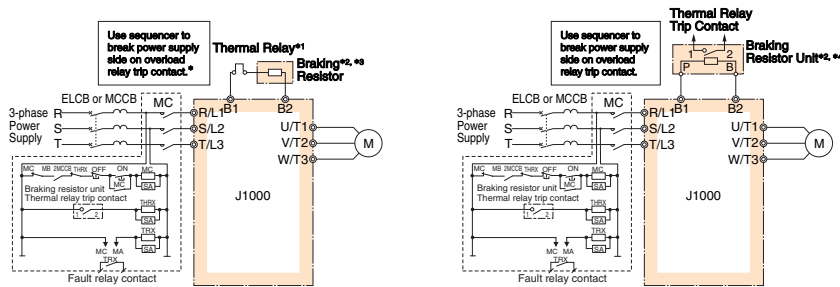 Use sequencer to
break power supply
side on overload
relay trip contact.*
Thermal Relay*1
Braking*2, *3
Resistor
B1 B2
ELCB or MCCB MC
3-phase
Power
Supply
R R/L1
S S/L2
T T/L3
U/T1
V/T2
W/T3
M
J1000
MC MB 2MCCB THRX OFF ON MC
MC SA
Braking resistor unit
Thermal relay trip contact
1 2
THRX
SA
TRX
SA
MC MA
TRX
Fault relay contact
Use sequencer to
break power supply
side on overload
relay trip contact.
Thermal Relay
Trip Contact
1 2
P B
Braking
Resistor Unit*2, *4
B1 B2
ELCB or MCCB MC
3-phase
Power
Supply
R R/L1
S S/L2
T T/L3
U/T1
V/T2
W/T3
M
J1000
MC MB 2MCCB THRX OFF ON MC
MC SA
Braking resistor unit
Thermal relay trip contact
1 2
THRX
SA
TRX
SA
MC MA
TRX
Fault relay contact